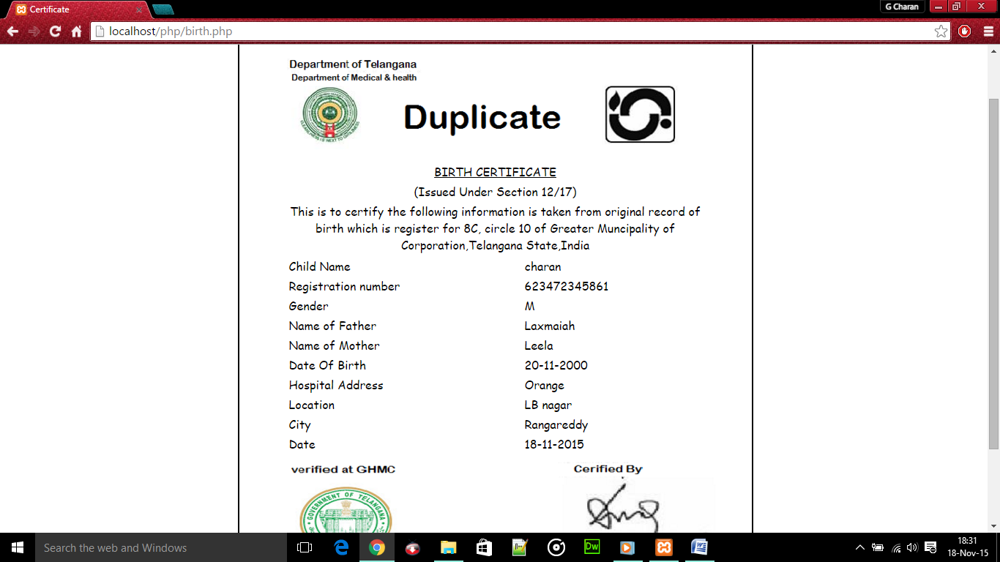 Certificate
G Charan
localhost/php/birth.php
Department of Telangana
Department of Medical & health
Duplicate
BIRTH CERTIFICATE
(Issued Under Section 12/17)
This is to certify the following information is taken from original record of
birth which is register for 8C, circle 10 of Greater Muncipality of
Corporation,Telangana State,India
Child Name charan
Registration number 623472345861
Gender M
Name of Father Laxmaiah
Name of Mother Leela
Date Of Birth 20-11-2000
Hospital Address Orange
Location LB nagar
City Rangareddy
Date 18-11-2015
verified at GHMC Cerified By
GOVERNMENT OF TELANGANA
Search the web and Windows
Dw
18:31
18-Nov-15